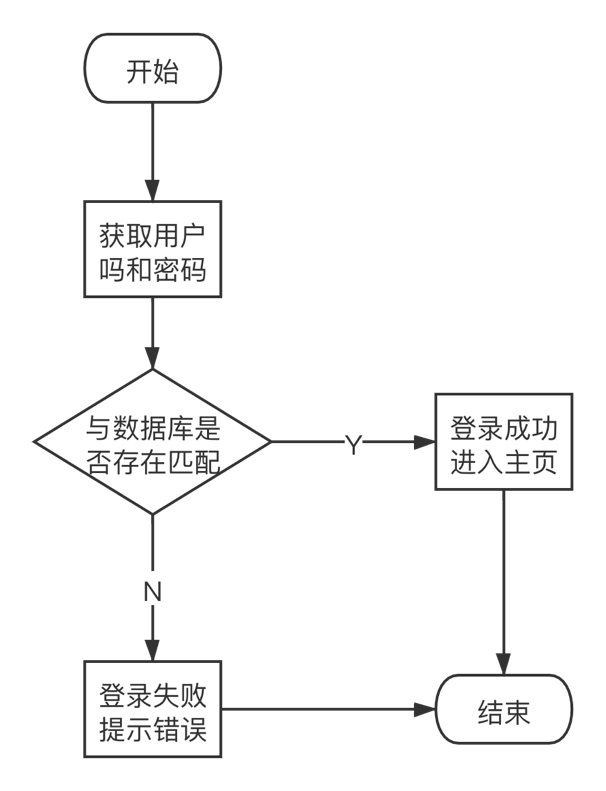 开始
获取用户
吗和密码
与数据库是
否存在匹配
Y
登录成功
进入主页
N
登录失败
提示错误
结束